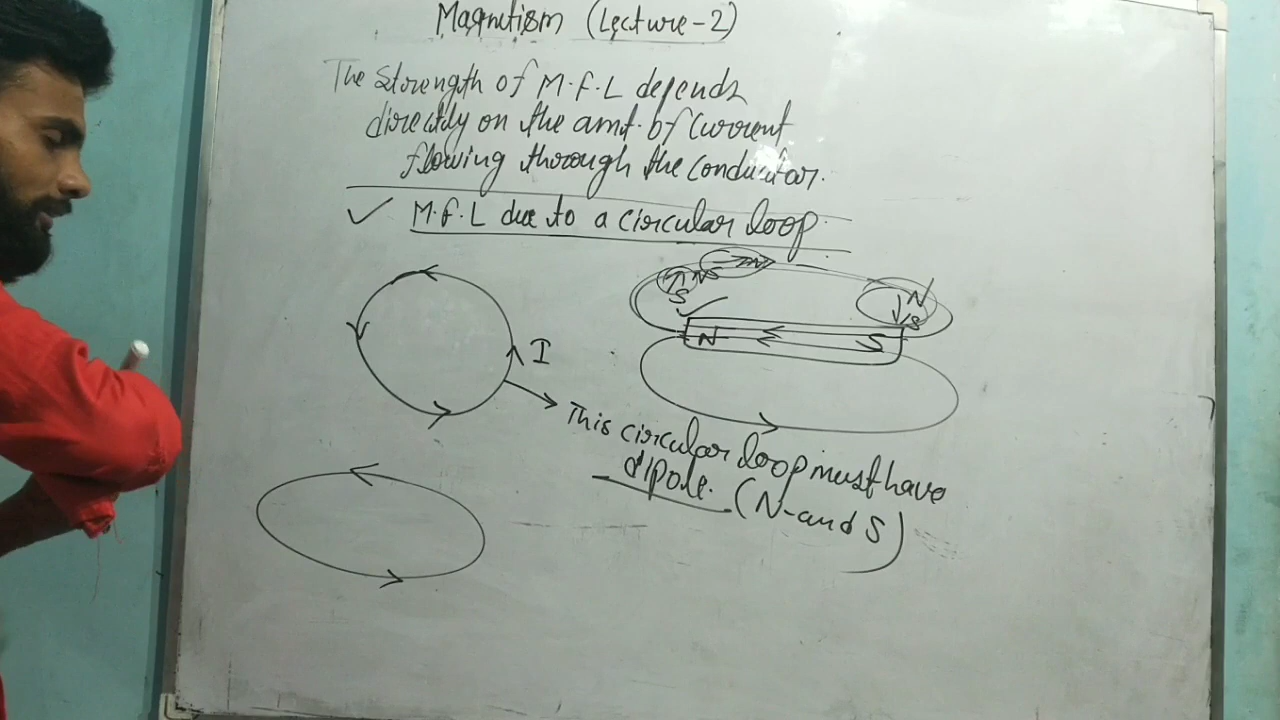 Magnetism (Lecture-2)
The Strength of M.F.L depends
directly on the amt. of Current
flowing through the Conductor.
✓ M.F.L due to a circular loop.
N
S
N
S
N
S
N S
I
This circular loop must have
dipole. (N-and S)